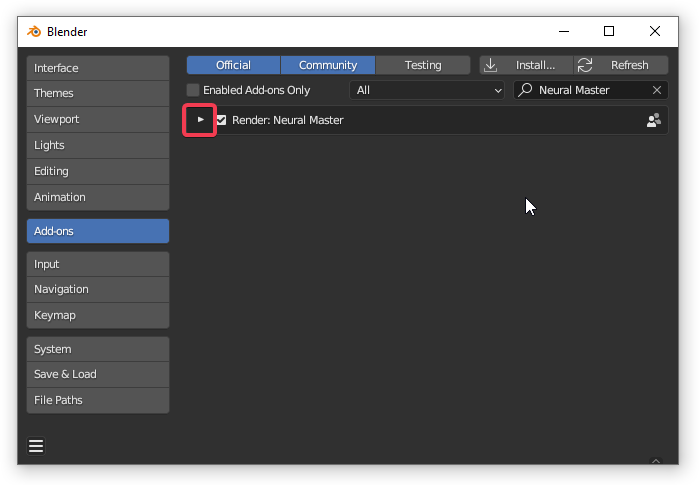 Blender
Official Community Testing Install... Refresh
Enabled Add-ons Only All Neural Master
Render: Neural Master
Interface
Themes
Viewport
Lights
Editing
Animation
Add-ons
Input
Navigation
Keymap
System
Save & Load
File Paths